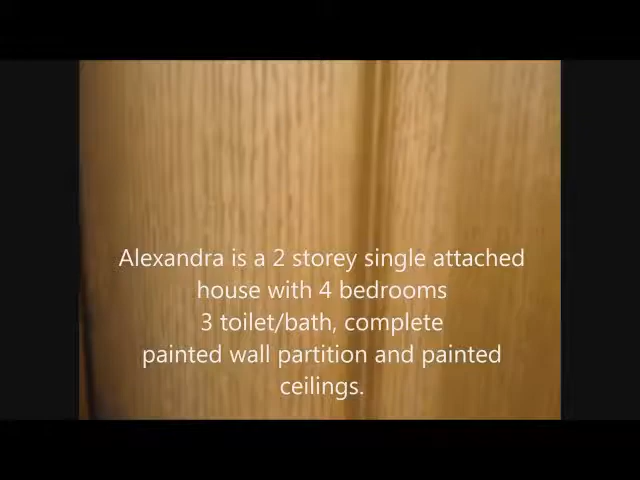 Alexandra is a 2 storey single attached
house with 4 bedrooms
3 toilet/bath, complete
painted wall partition and painted
ceilings.